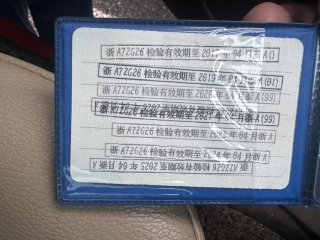 浙 A7ZG26 检验有效期至 2017 年 04 月浙 A()
浙 A7ZG26 检验有效期至 2019 年 04 月浙 A(01)
浙 A7ZG26 检验有效期至 202 年 04 月浙 A(99)
浙 A7ZG26 检验有效期至 2021 年 04 月浙 A(99)
浙 A7ZG26 检验有效期至 2022 年 04 月浙 A
浙 A7ZG26 检验有效期至 2024 年 04 月浙 A
浙 A7ZG26 检验有效期至 2025 年 04 月浙 A